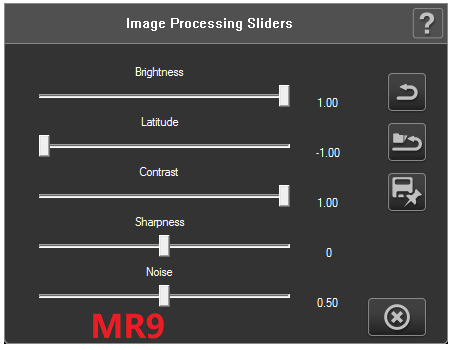 Image Processing Sliders
?
Brightness
1.00
Latitude
-1.00
Contrast
1.00
Sharpness
0
Noise
0.50
MR9